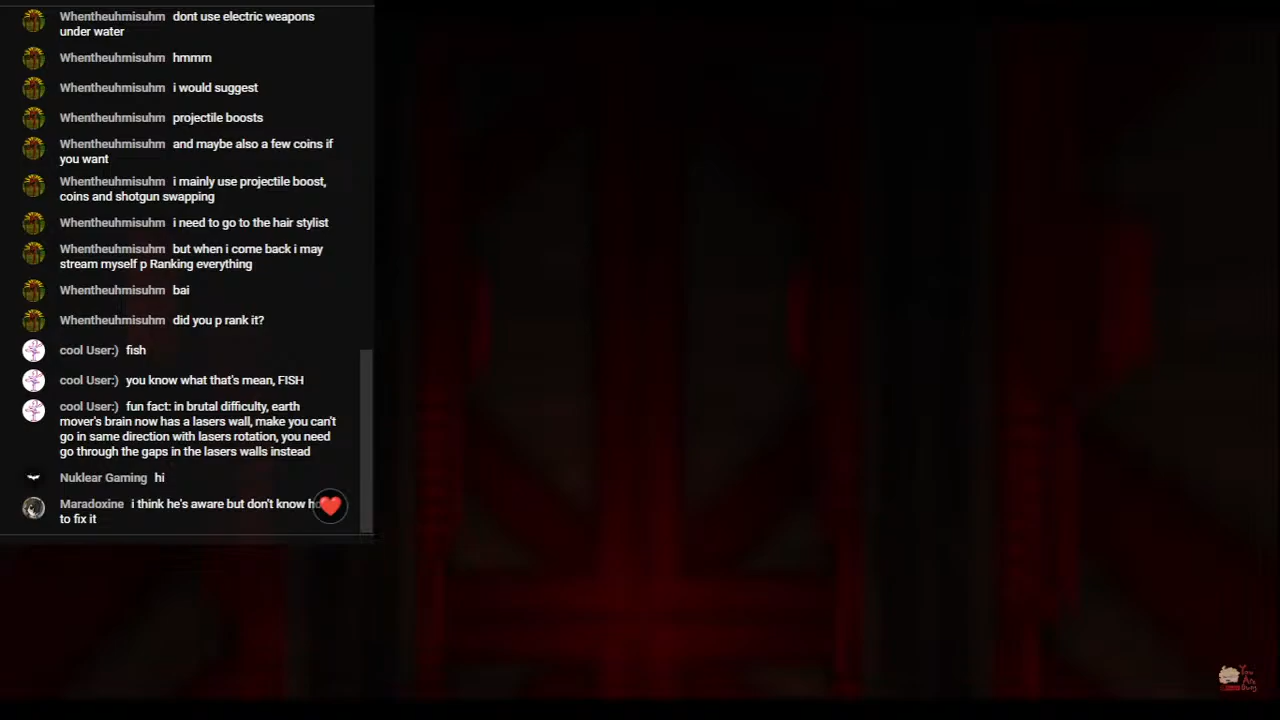 Whentheuhmisuhm dont use electric weapons
under water
Whentheuhmisuhm hmmm
Whentheuhmisuhm i would suggest
Whentheuhmisuhm projectile boosts
Whentheuhmisuhm and maybe also a few coins if
you want
Whentheuhmisuhm i mainly use projectile boost,
coins and shotgun swapping
Whentheuhmisuhm i need to go to the hair stylist
Whentheuhmisuhm but when i come back i may
stream myself p Ranking everything
Whentheuhmisuhm bai
Whentheuhmisuhm did you p rank it?
cool User:) fish
cool User:) you know what that's mean, FISH
cool User:) fun fact: in brutal difficulty, earth
mover's brain now has a lasers wall, make you can't
go in same direction with lasers rotation, you need
go through the gaps in the lasers walls instead
Nuklear Gaming hi
Maradoxine i think he's aware but don't know
to fix it
You
Are